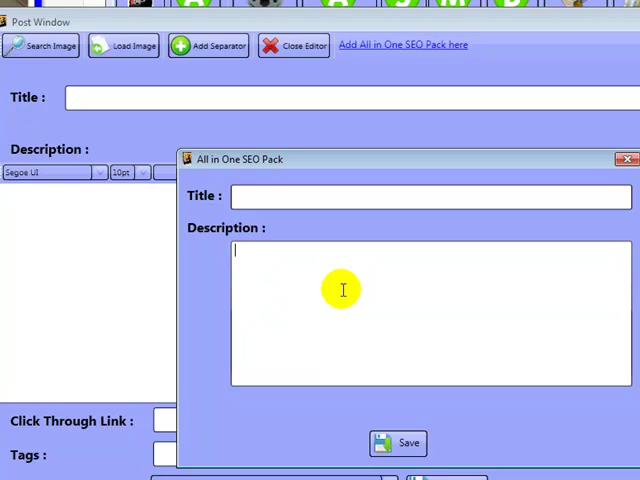 Post Window
Search Image
Load Image
Add Separator
Close Editor
Add All in One SEO Pack here
Title :
Description :
Segoe UI
10pt
All in One SEO Pack
Title :
Description :
Save
Click Through Link :
Tags :